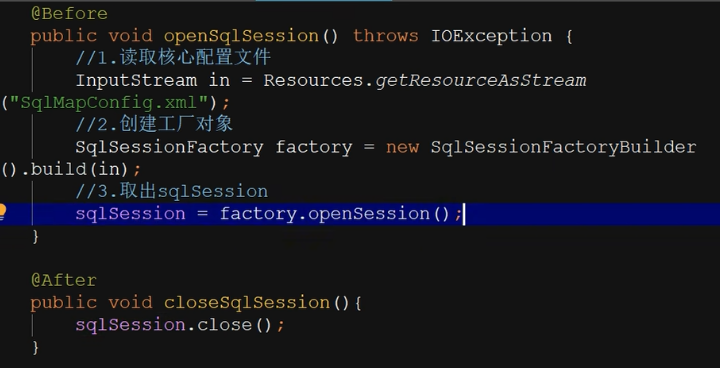 @Before
public void openSqlSession() throws IOException {
//1.读取核心配置文件
InputStream in = Resources.getResourceAsStream
("SqlMapConfig.xml");
//2.创建工厂对象
SqlSessionFactory factory = new SqlSessionFactoryBuilder
().build(in);
//3.取出sqlSession
sqlSession = factory.openSession();
}
@After
public void closeSqlSession(){
sqlSession.close();
}